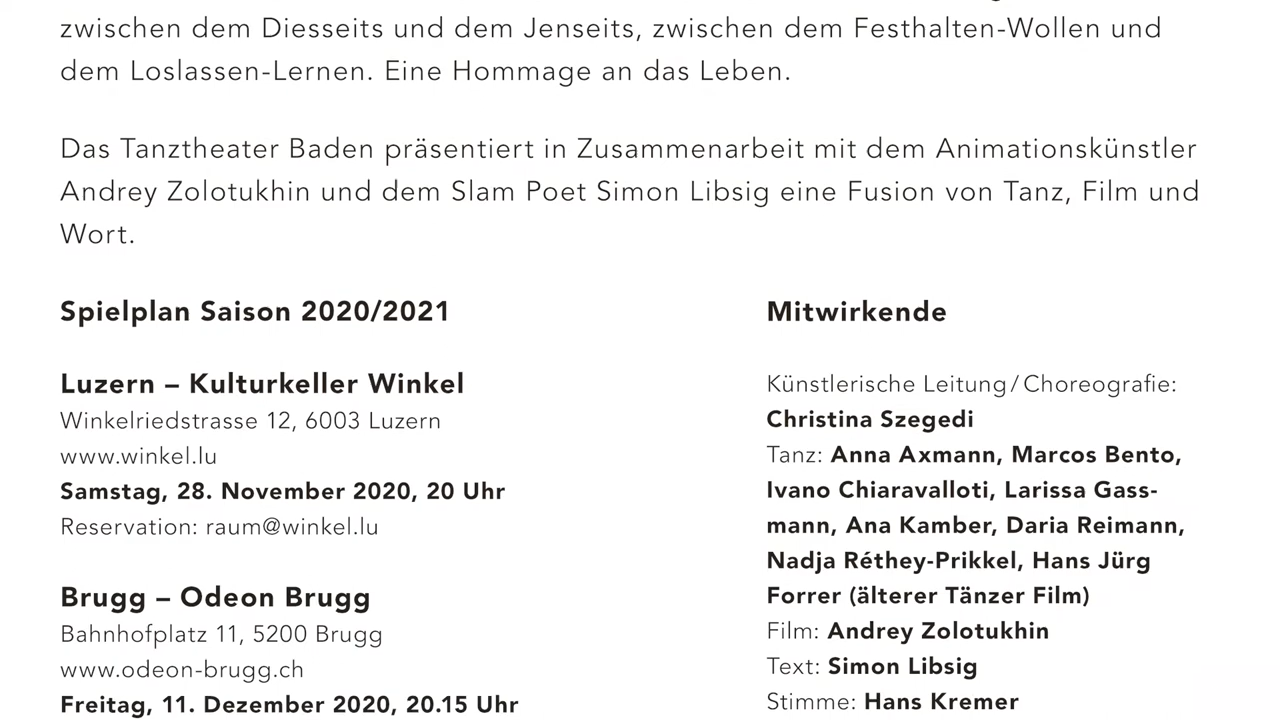 zwischen dem Diesseits und dem Jenseits, zwischen dem Festhalten-Wollen und
dem Loslassen-Lernen. Eine Hommage an das Leben.
Das Tanztheater Baden präsentiert in Zusammenarbeit mit dem Animationskünstler
Andrey Zolotukhin und dem Slam Poet Simon Libsig eine Fusion von Tanz, Film und
Wort.
Spielplan Saison 2020/2021
Luzern – Kulturkeller Winkel
Winkelriedstrasse 12, 6003 Luzern
www.winkel.lu
Samstag, 28. November 2020, 20 Uhr
Reservation: raum@winkel.lu
Brugg – Odeon Brugg
Bahnhofplatz 11, 5200 Brugg
www.odeon-brugg.ch
Freitag, 11. Dezember 2020, 20.15 Uhr
Mitwirkende
Künstlerische Leitung/Choreografie:
Christina Szegedi
Tanz: Anna Axmann, Marcos Bento,
Ivano Chiaravalloti, Larissa Gass-
mann, Ana Kamber, Daria Reimann,
Nadja Réthey-Prikkel, Hans Jürg
Forrer (älterer Tänzer Film)
Film: Andrey Zolotukhin
Text: Simon Libsig
Stimme: Hans Kremer